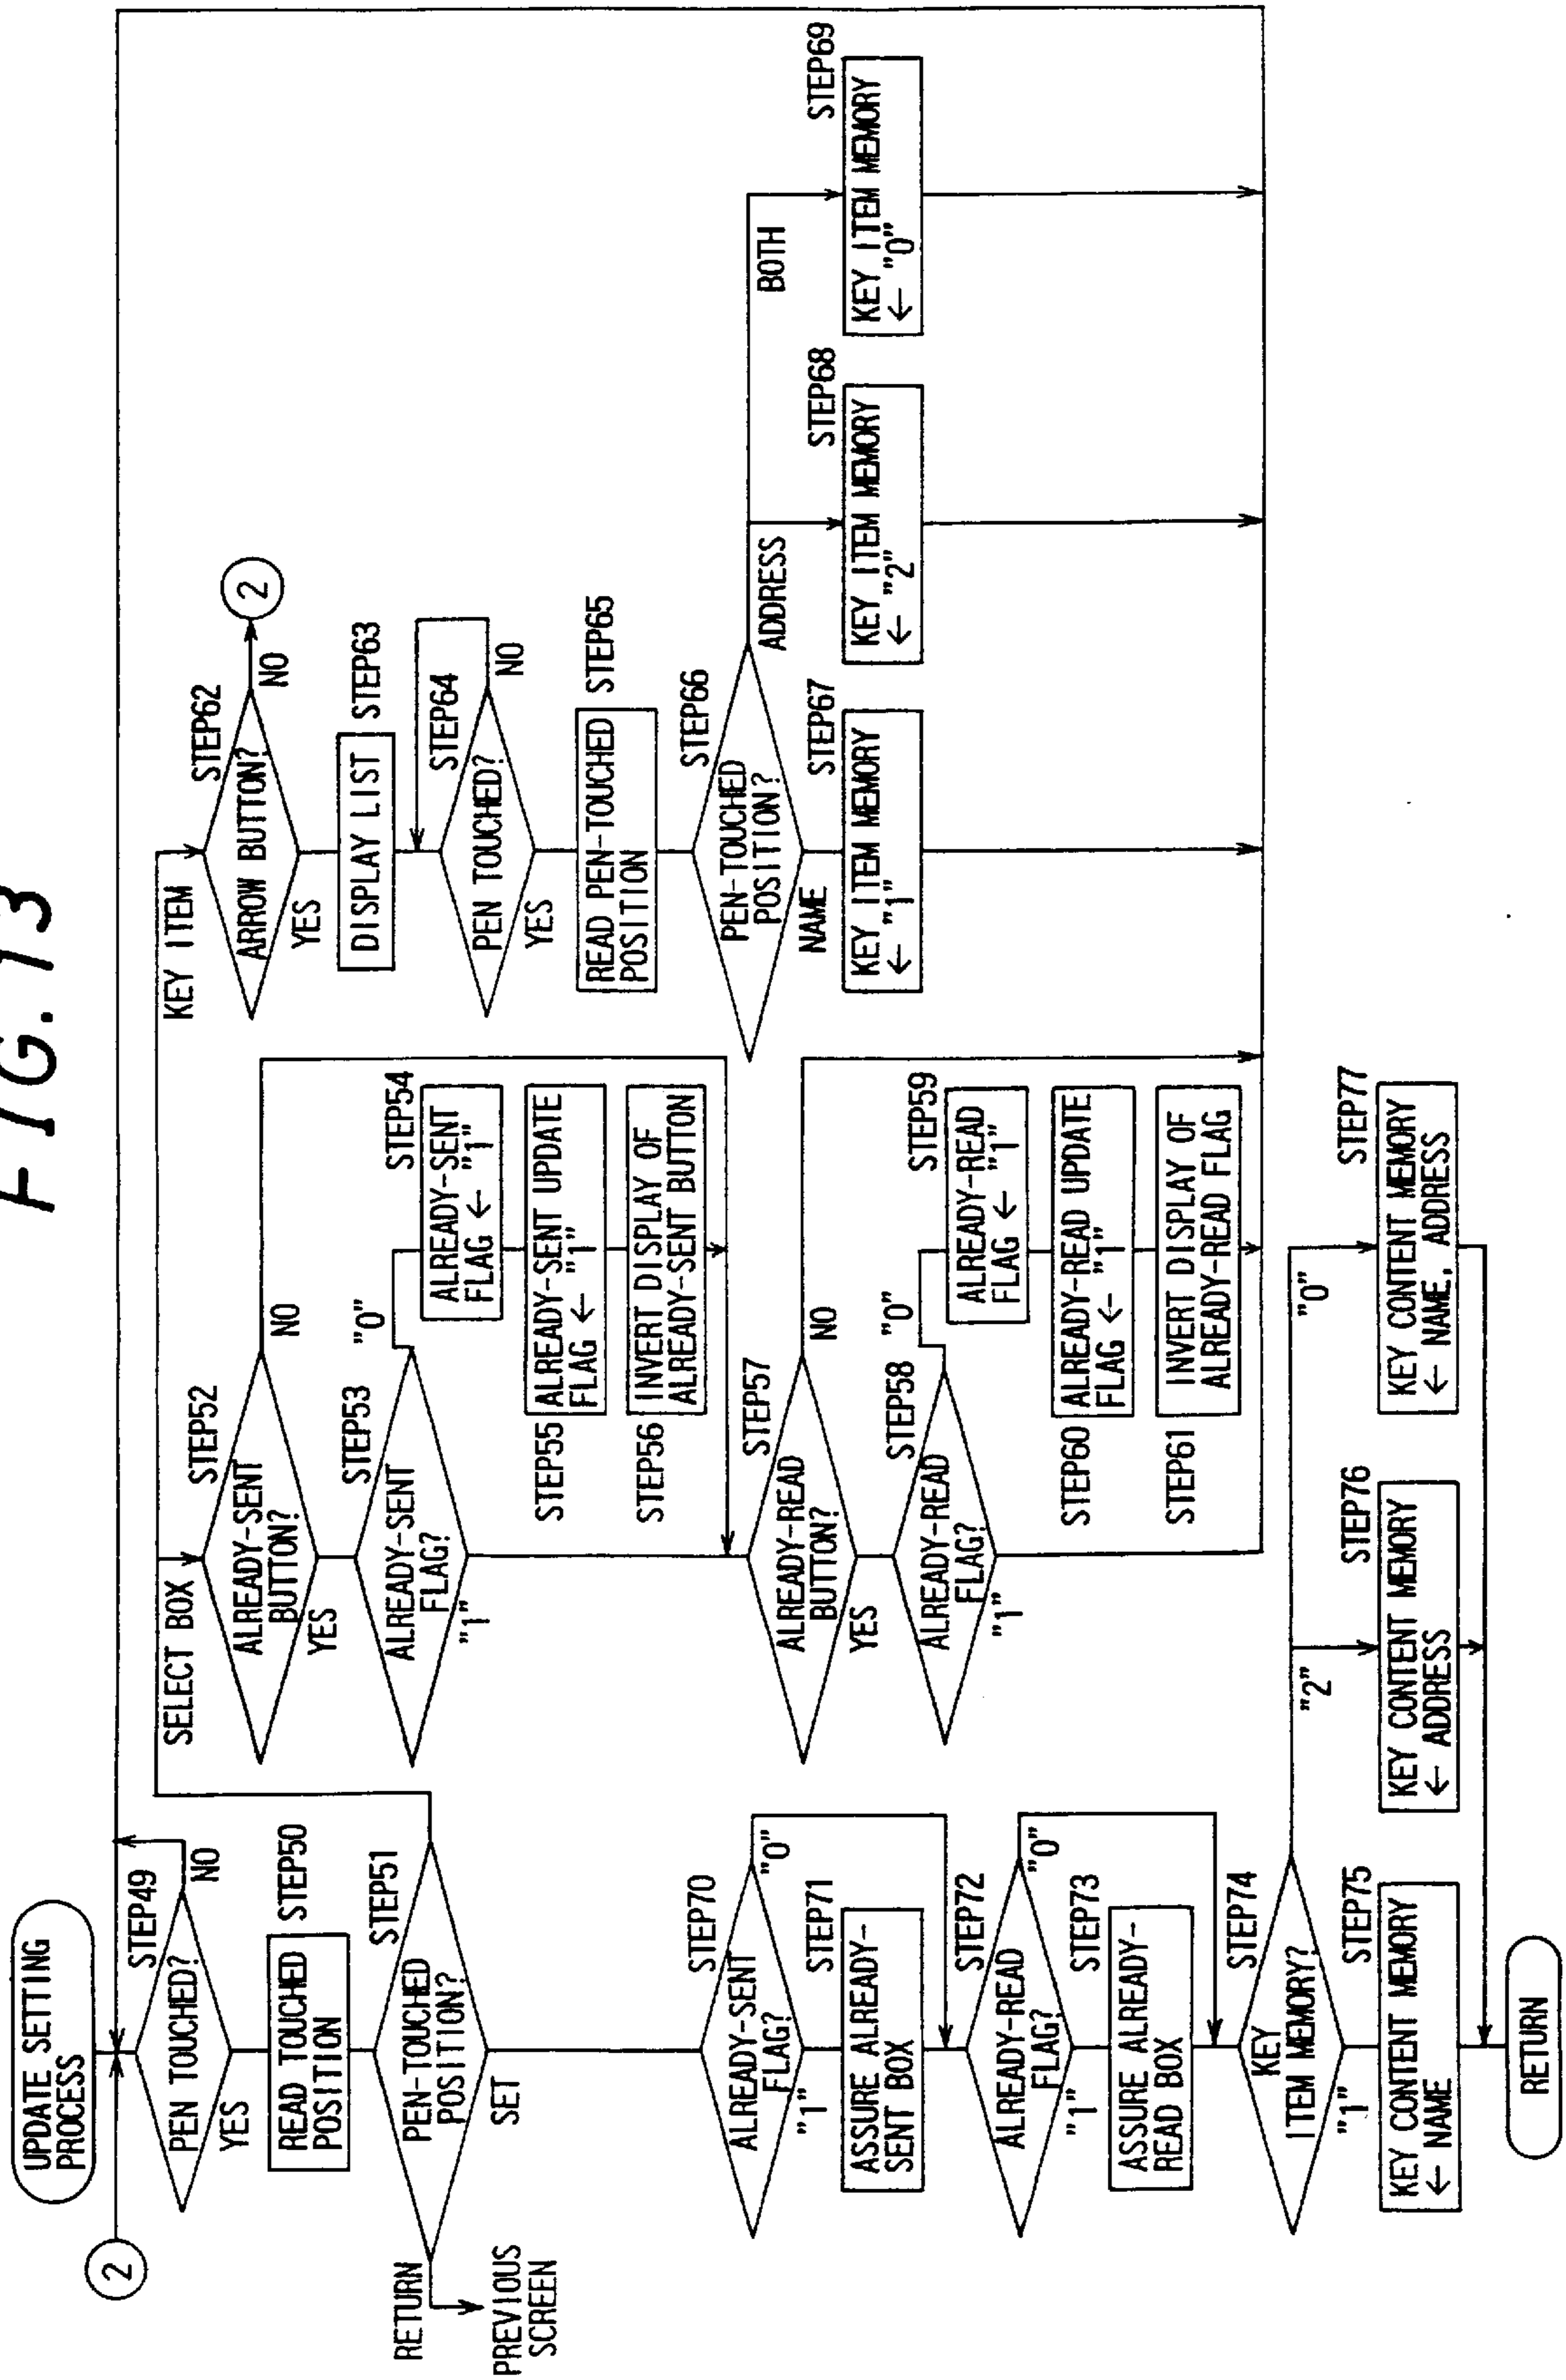 FIG. 13
UPDATE SETTING
PROCESS
2
STEP49
PEN TOUCHED?
NO
YES
READ TOUCHED
POSITION
STEP50
STEP51
PEN-TOUCHED
POSITION?
RETURN
PREVIOUS
SCREEN
SET
SELECT BOX
STEP52
ALREADY-SENT
BUTTON?
NO
YES
STEP53
ALREADY-SENT
FLAG?
"0"
"1"
STEP54
ALREADY-SENT
FLAG ← "1"
STEP55
ALREADY-SENT UPDATE
FLAG ← "1"
STEP56
INVERT DISPLAY OF
ALREADY-SENT BUTTON
STEP57
ALREADY-READ
BUTTON?
NO
YES
STEP58
ALREADY-READ
FLAG?
"0"
"1"
STEP59
ALREADY-READ
FLAG ← "1"
STEP60
ALREADY-READ UPDATE
FLAG ← "1"
STEP61
INVERT DISPLAY OF
ALREADY-READ FLAG
KEY ITEM
STEP62
ARROW BUTTON?
NO
2
YES
DISPLAY LIST
STEP63
STEP64
PEN TOUCHED?
NO
YES
READ PEN-TOUCHED
POSITION
STEP65
STEP66
PEN-TOUCHED
POSITION?
NAME
ADDRESS
BOTH
STEP67
KEY ITEM MEMORY
← "1"
STEP68
KEY ITEM MEMORY
← "2"
STEP69
KEY ITEM MEMORY
← "0"
STEP70
ALREADY-SENT
FLAG?
"0"
"1"
STEP71
ASSURE ALREADY-
SENT BOX
STEP72
ALREADY-READ
FLAG?
"0"
"1"
STEP73
ASSURE ALREADY-
READ BOX
STEP74
KEY
ITEM MEMORY?
"1"
"2"
"0"
STEP75
KEY CONTENT MEMORY
← NAME
STEP76
KEY CONTENT MEMORY
← ADDRESS
STEP77
KEY CONTENT MEMORY
← NAME, ADDRESS
RETURN